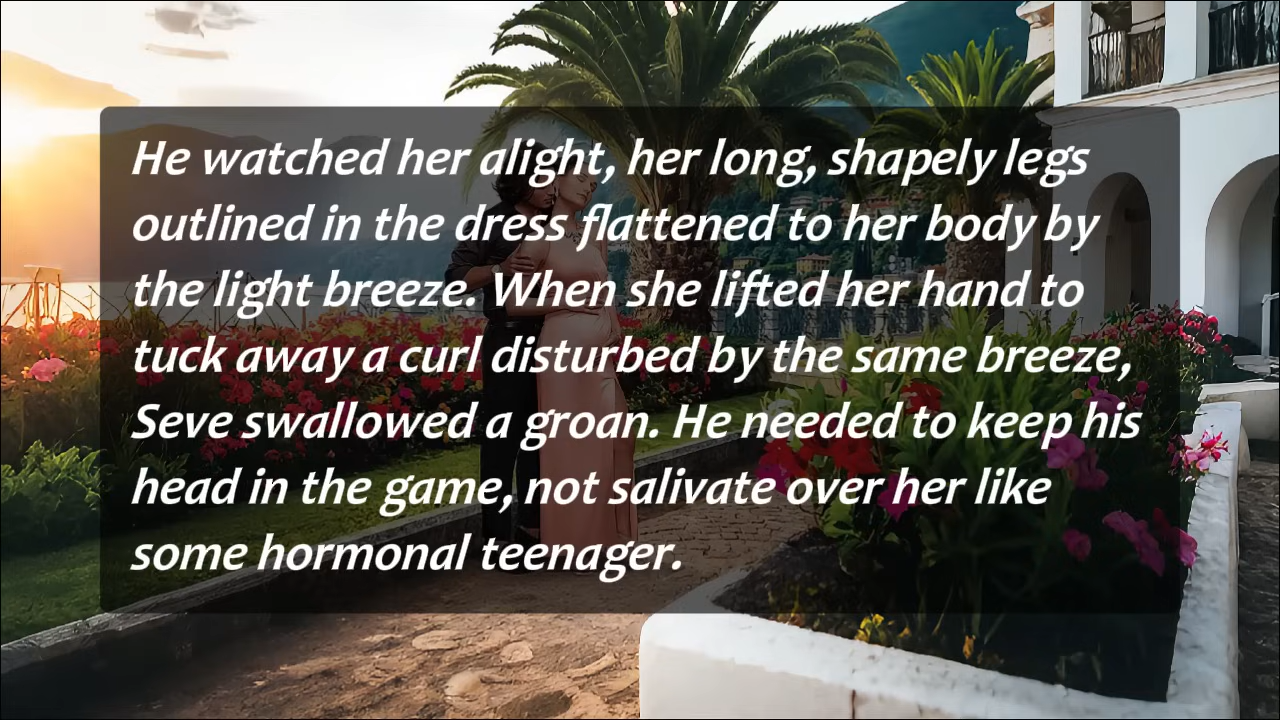 He watched her alight, her long, shapely legs
outlined in the dress flattened to her body by
the light breeze. When she lifted her hand to
tuck away a curl disturbed by the same breeze,
Seve swallowed a groan. He needed to keep his
head in the game, not salivate over her like
some hormonal teenager.